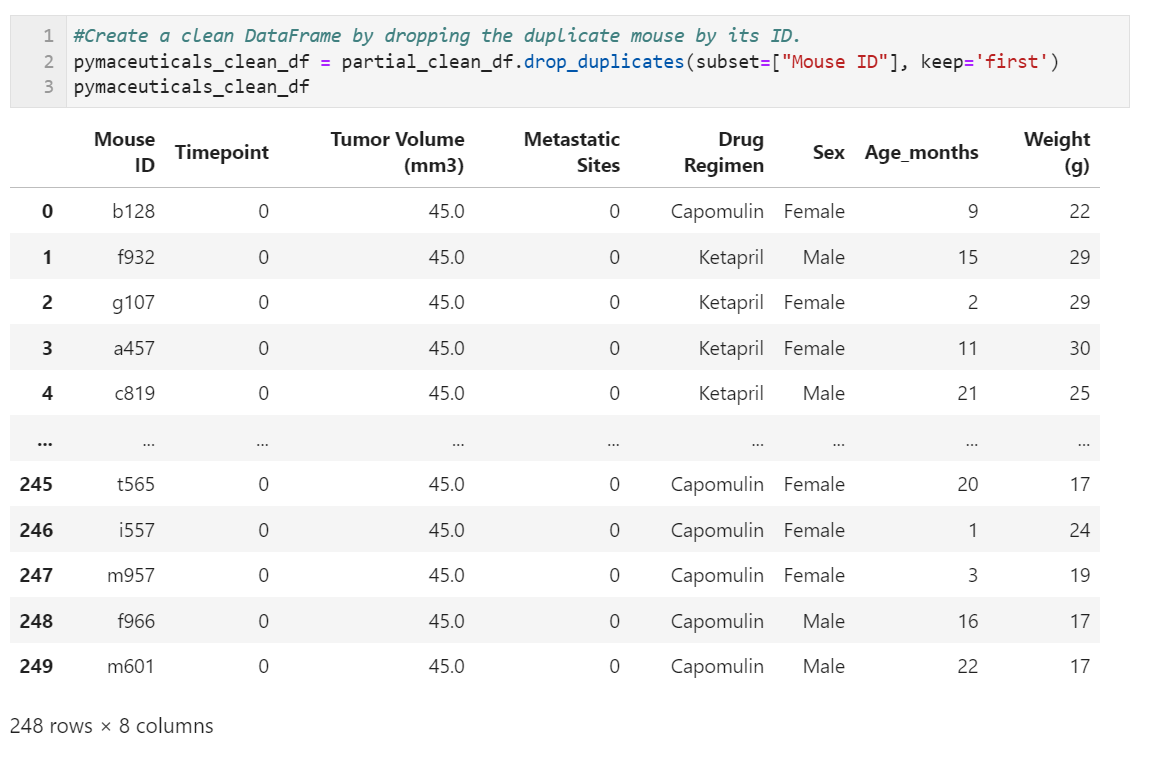 1 #Create a clean DataFrame by dropping the duplicate mouse by its ID.
2 pymaceuticals_clean_df = partial_clean_df.drop_duplicates(subset=["Mouse ID"], keep='first')
3 pymaceuticals_clean_df
Mouse ID Timepoint Tumor Volume (mm3) Metastatic Sites Drug Regimen Sex Age_months Weight (g)
0 b128 0 45.0 0 Capomulin Female 9 22
1 f932 0 45.0 0 Ketapril Male 15 29
2 g107 0 45.0 0 Ketapril Female 2 29
3 a457 0 45.0 0 Ketapril Female 11 30
4 c819 0 45.0 0 Ketapril Male 21 25
... ... ... ... ... ... ... ... ...
245 t565 0 45.0 0 Capomulin Female 20 17
246 i557 0 45.0 0 Capomulin Female 1 24
247 m957 0 45.0 0 Capomulin Female 3 19
248 f966 0 45.0 0 Capomulin Male 16 17
249 m601 0 45.0 0 Capomulin Male 22 17
248 rows × 8 columns